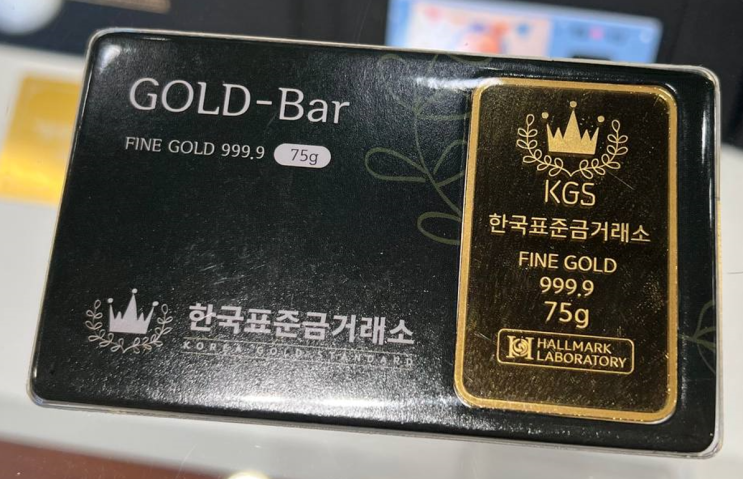 GOLD-Bar
FINE GOLD 999.9 75g
한국표준금거래소
KOREA GOLD STANDARD
KGS
한국표준금거래소
FINE GOLD
999.9
75g
HALLMARK
LABORATORY